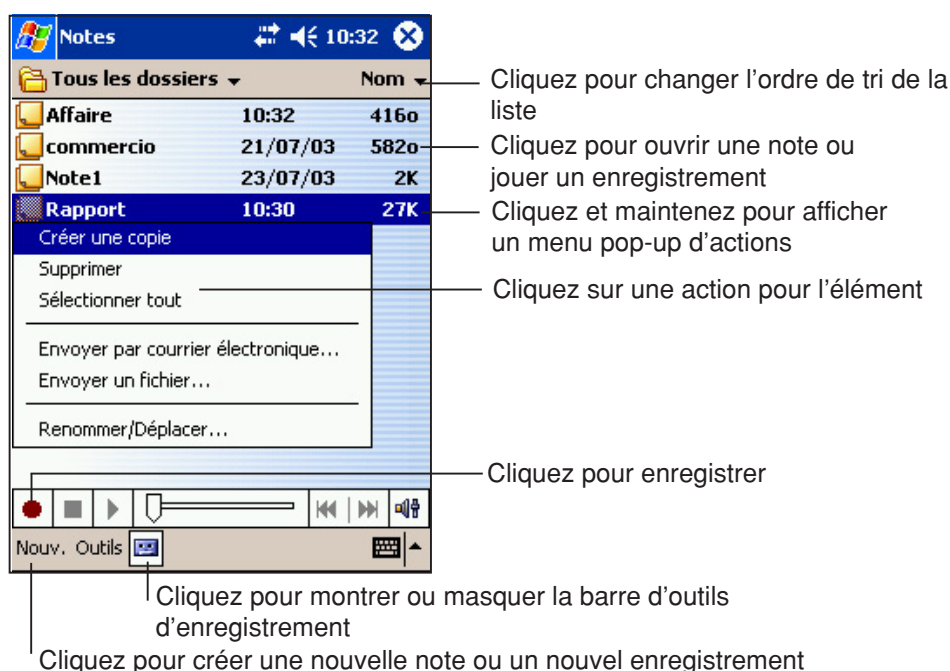 Notes 10:32
Tous les dossiers Nom
Affaire 10:32 416o
commercio 21/07/03 582o
Note1 23/07/03 2K
Rapport 10:30 27K
Créer une copie
Supprimer
Sélectionner tout
Envoyer par courrier électronique...
Envoyer un fichier...
Renommer/Déplacer...
Nouv. Outils
Cliquez pour changer l'ordre de tri de la
liste
Cliquez pour ouvrir une note ou
jouer un enregistrement
Cliquez et maintenez pour afficher
un menu pop-up d'actions
Cliquez sur une action pour l'élément
Cliquez pour enregistrer
Cliquez pour montrer ou masquer la barre d'outils
d'enregistrement
Cliquez pour créer une nouvelle note ou un nouvel enregistrement